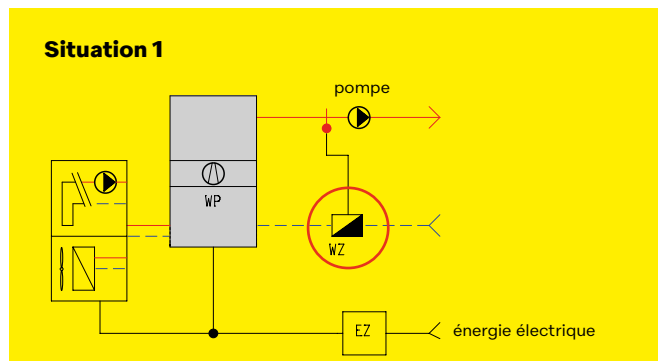 Situation 1
pompe
WP
WZ
EZ
énergie électrique